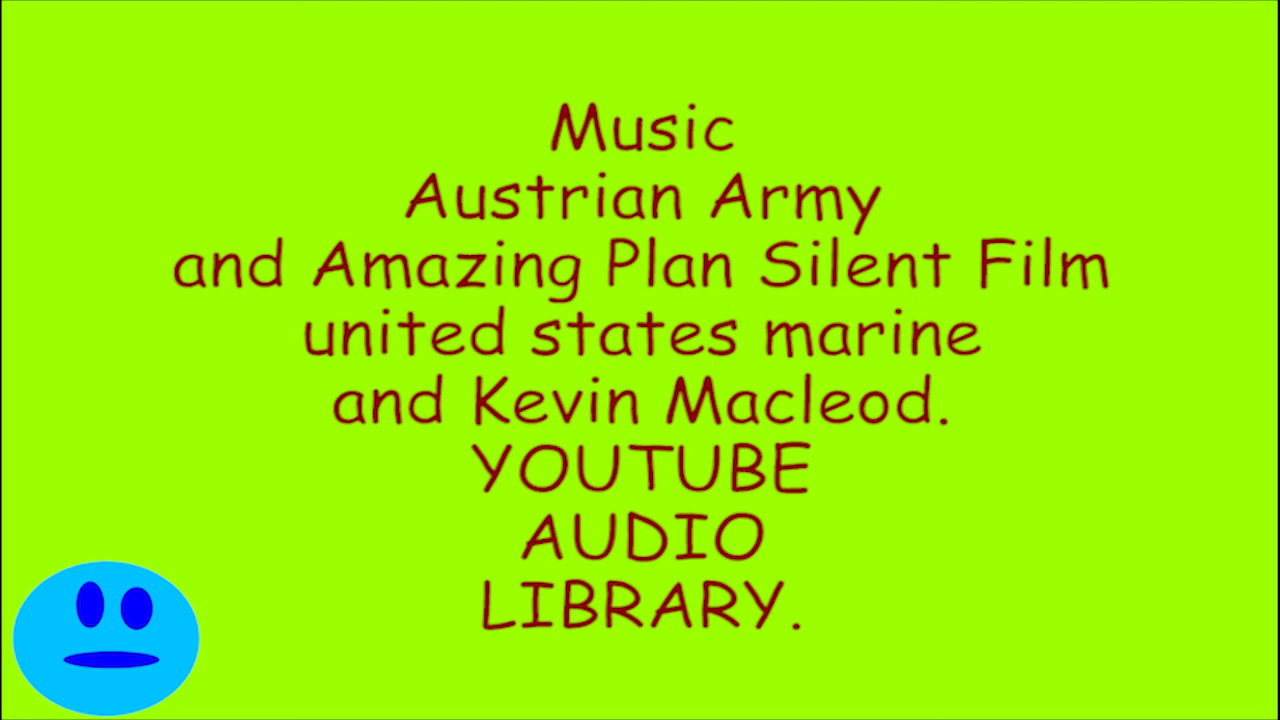 Music
Austrian Army
and Amazing Plan Silent Film
united states marine
and Kevin Macleod.
YOUTUBE
AUDIO
LIBRARY.